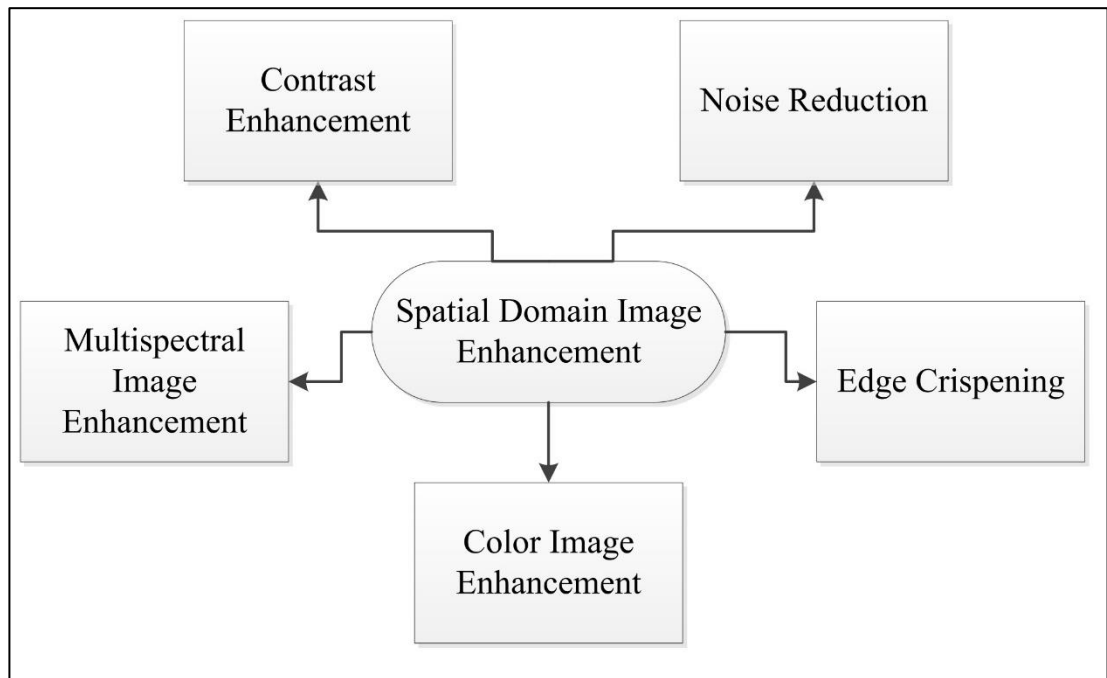 Contrast
Enhancement
Noise Reduction
Spatial Domain Image
Enhancement
Multispectral
Image
Enhancement
Edge Crispening
Color Image
Enhancement